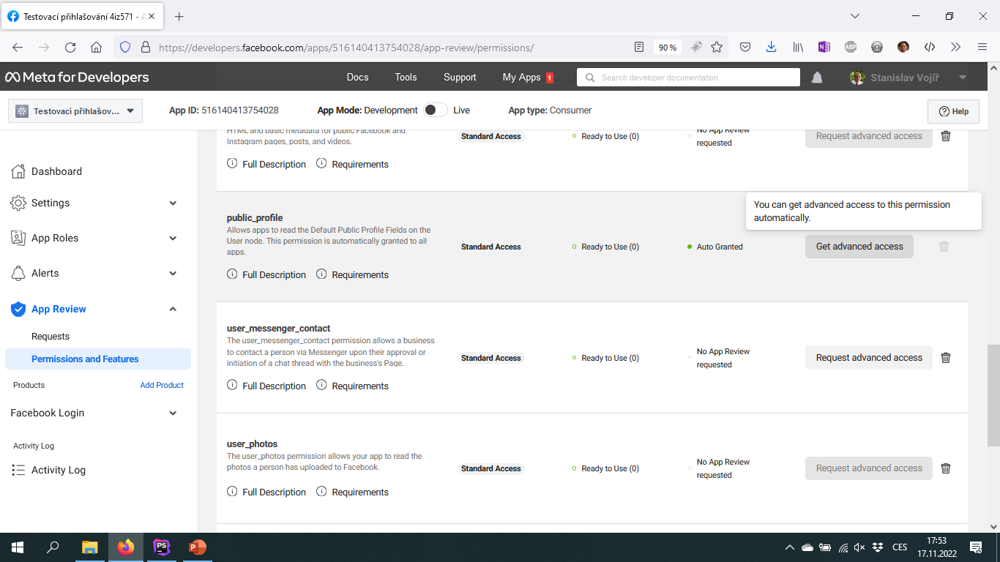 Testovací přihlašování 4iz571 - A
https://developers.facebook.com/apps/516140413754028/app-review/permissions/
90 %
N
ABP
Meta for Developers
Docs
Tools
Support
My Apps
1
Search developer documentation
Stanislav Vojíř
Testovací přihlašov...
App ID: 516140413754028
App Mode: Development
Live
App type: Consumer
Help
Dashboard
Settings
App Roles
Alerts
App Review
Requests
Permissions and Features
Products
Add Product
Facebook Login
Activity Log
Activity Log
HTML and basic metadata for public Facebook and
Instagram pages, posts, and videos.
Full Description
Requirements
Standard Access
Ready to Use (0)
No App Review
requested
Request advanced access
You can get advanced access to this permission
automatically.
public_profile
Allows apps to read the Default Public Profile Fields on the
User node. This permission is automatically granted to all
apps.
Full Description
Requirements
Standard Access
Ready to Use (0)
Auto Granted
Get advanced access
user_messenger_contact
The user_messenger_contact permission allows a business
to contact a person via Messenger upon their approval or
initiation of a chat thread with the business's Page.
Full Description
Requirements
Standard Access
Ready to Use (0)
No App Review
requested
Request advanced access
user_photos
The user_photos permission allows your app to read the
photos a person has uploaded to Facebook.
Full Description
Requirements
Standard Access
Ready to Use (0)
No App Review
requested
Request advanced access
PS
P
CES
17:53
17.11.2022